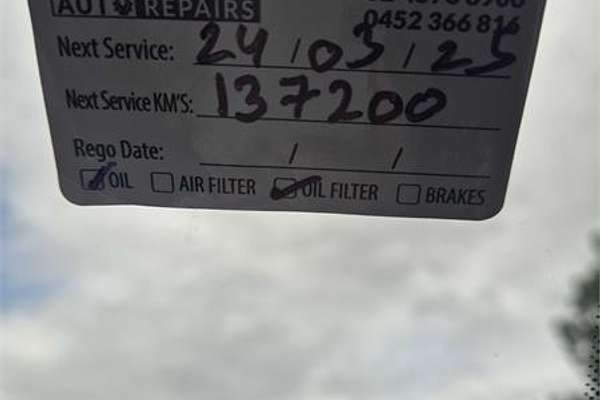 AUTO REPAIRS
0452 366 816
Next Service: 24/03/25
Next Service KM'S: 137200
Rego Date: / /
OIL AIR FILTER OIL FILTER BRAKES